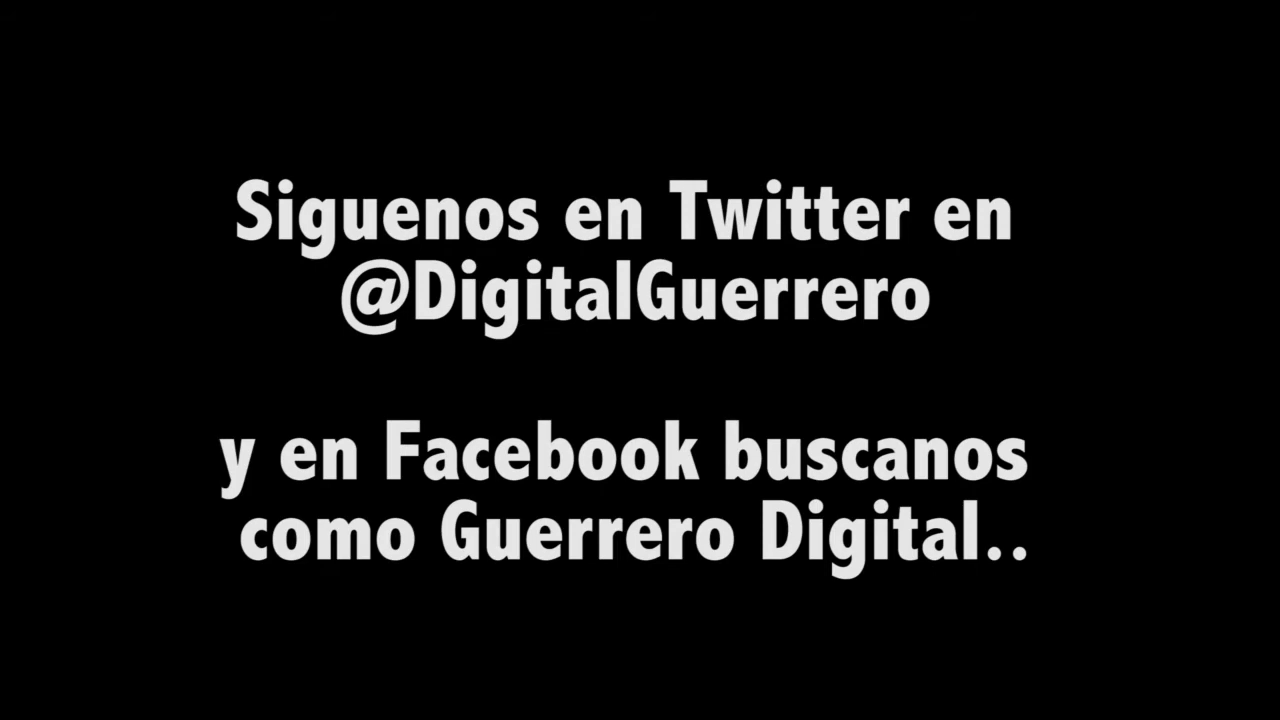 Siguenos en Twitter en
@DigitalGuerrero
y en Facebook buscanos
como Guerrero Digital..